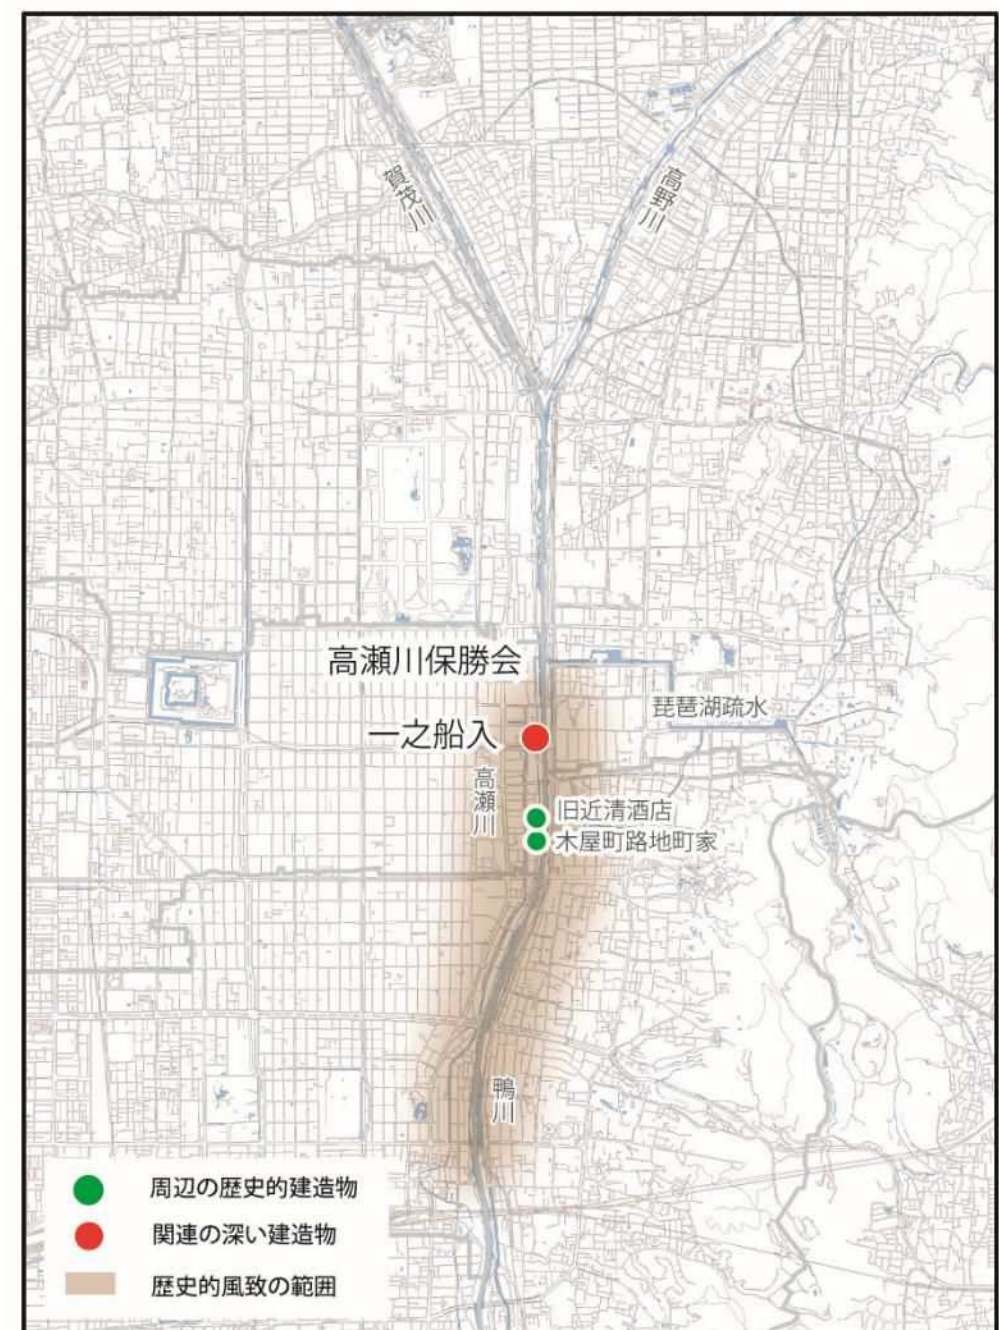 賀茂川
高野川
高瀬川保勝会
琵琶湖疏水
一之船入
高瀬川
旧近清酒店
木屋町路地町家
鴨川
周辺の歴史的建造物
関連の深い建造物
歴史的風致の範囲